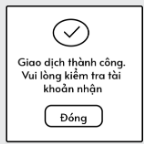 Giao dịch thành công.
Vui lòng kiểm tra tài
khoản nhận
Đóng